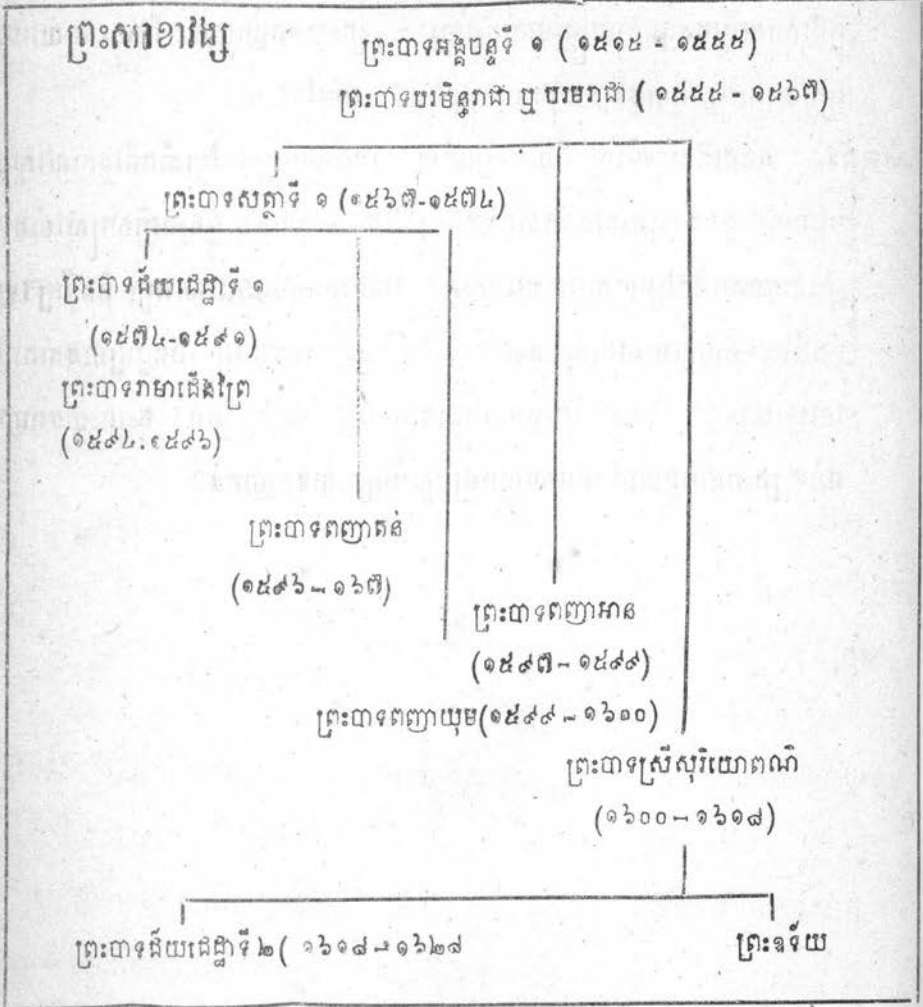 ព្រះសាខាវង្ស
ព្រះបាទអង្គចន្ទទី ១ ( ១៥១៥ - ១៥៥៥)
ព្រះបាទបរមិន្ទរាជា ឬ បរមរាជា ( ១៥៥៥ - ១៥៦៧)
ព្រះបាទសត្ថាទី ១ (១៥៦៧-១៥៧៤)
ព្រះបាទជ័យជេដ្ឋាទី ១
(១៥៧៤-១៥៩១)
ព្រះបាទរាមាជើងព្រៃ
(១៥៩៤.១៥៩៦)
ព្រះបាទពញាតន់
(១៥៩៦ – ១៦៧)
ព្រះបាទពញាអាន
(១៥៩៧ – ១៥៩៩)
ព្រះបាទពញាយុម(១៥៩៩ – ១៦០០)
ព្រះបាទស្រីសុរិយោពណ៌
(១៦០០ – ១៦១៨)
ព្រះបាទជ័យជេដ្ឋាទី ២ ( ១៦១៨ - ១៦២៨
ព្រះឧទ័យ